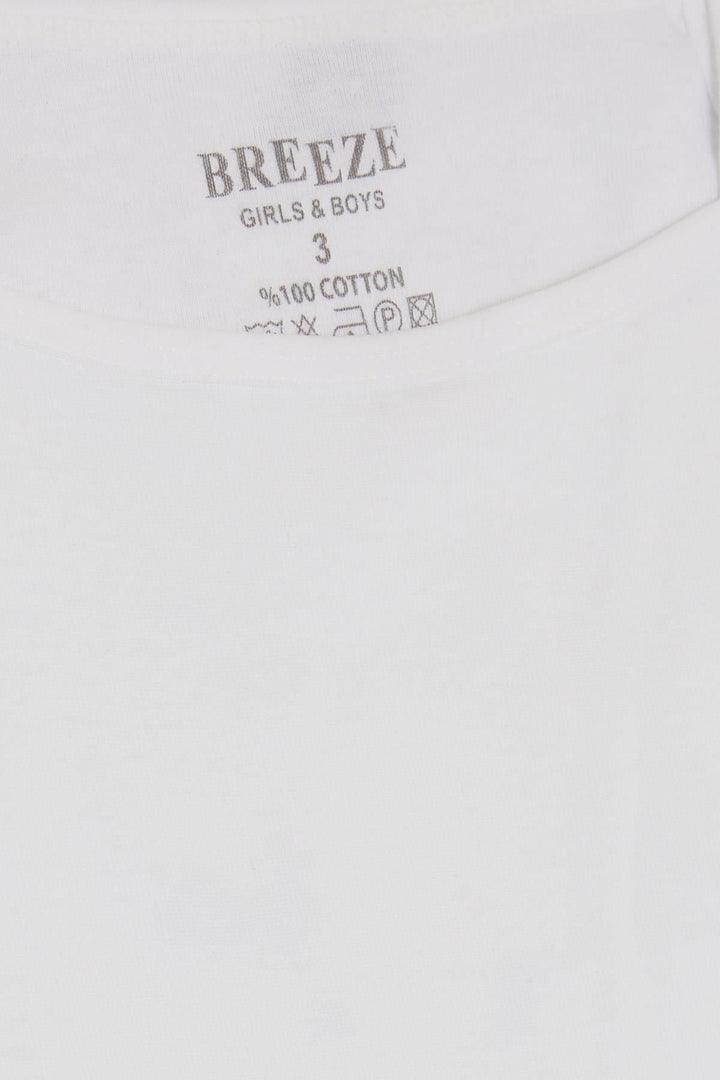 BREEZE
GIRLS & BOYS
3
%100 COTTON
P